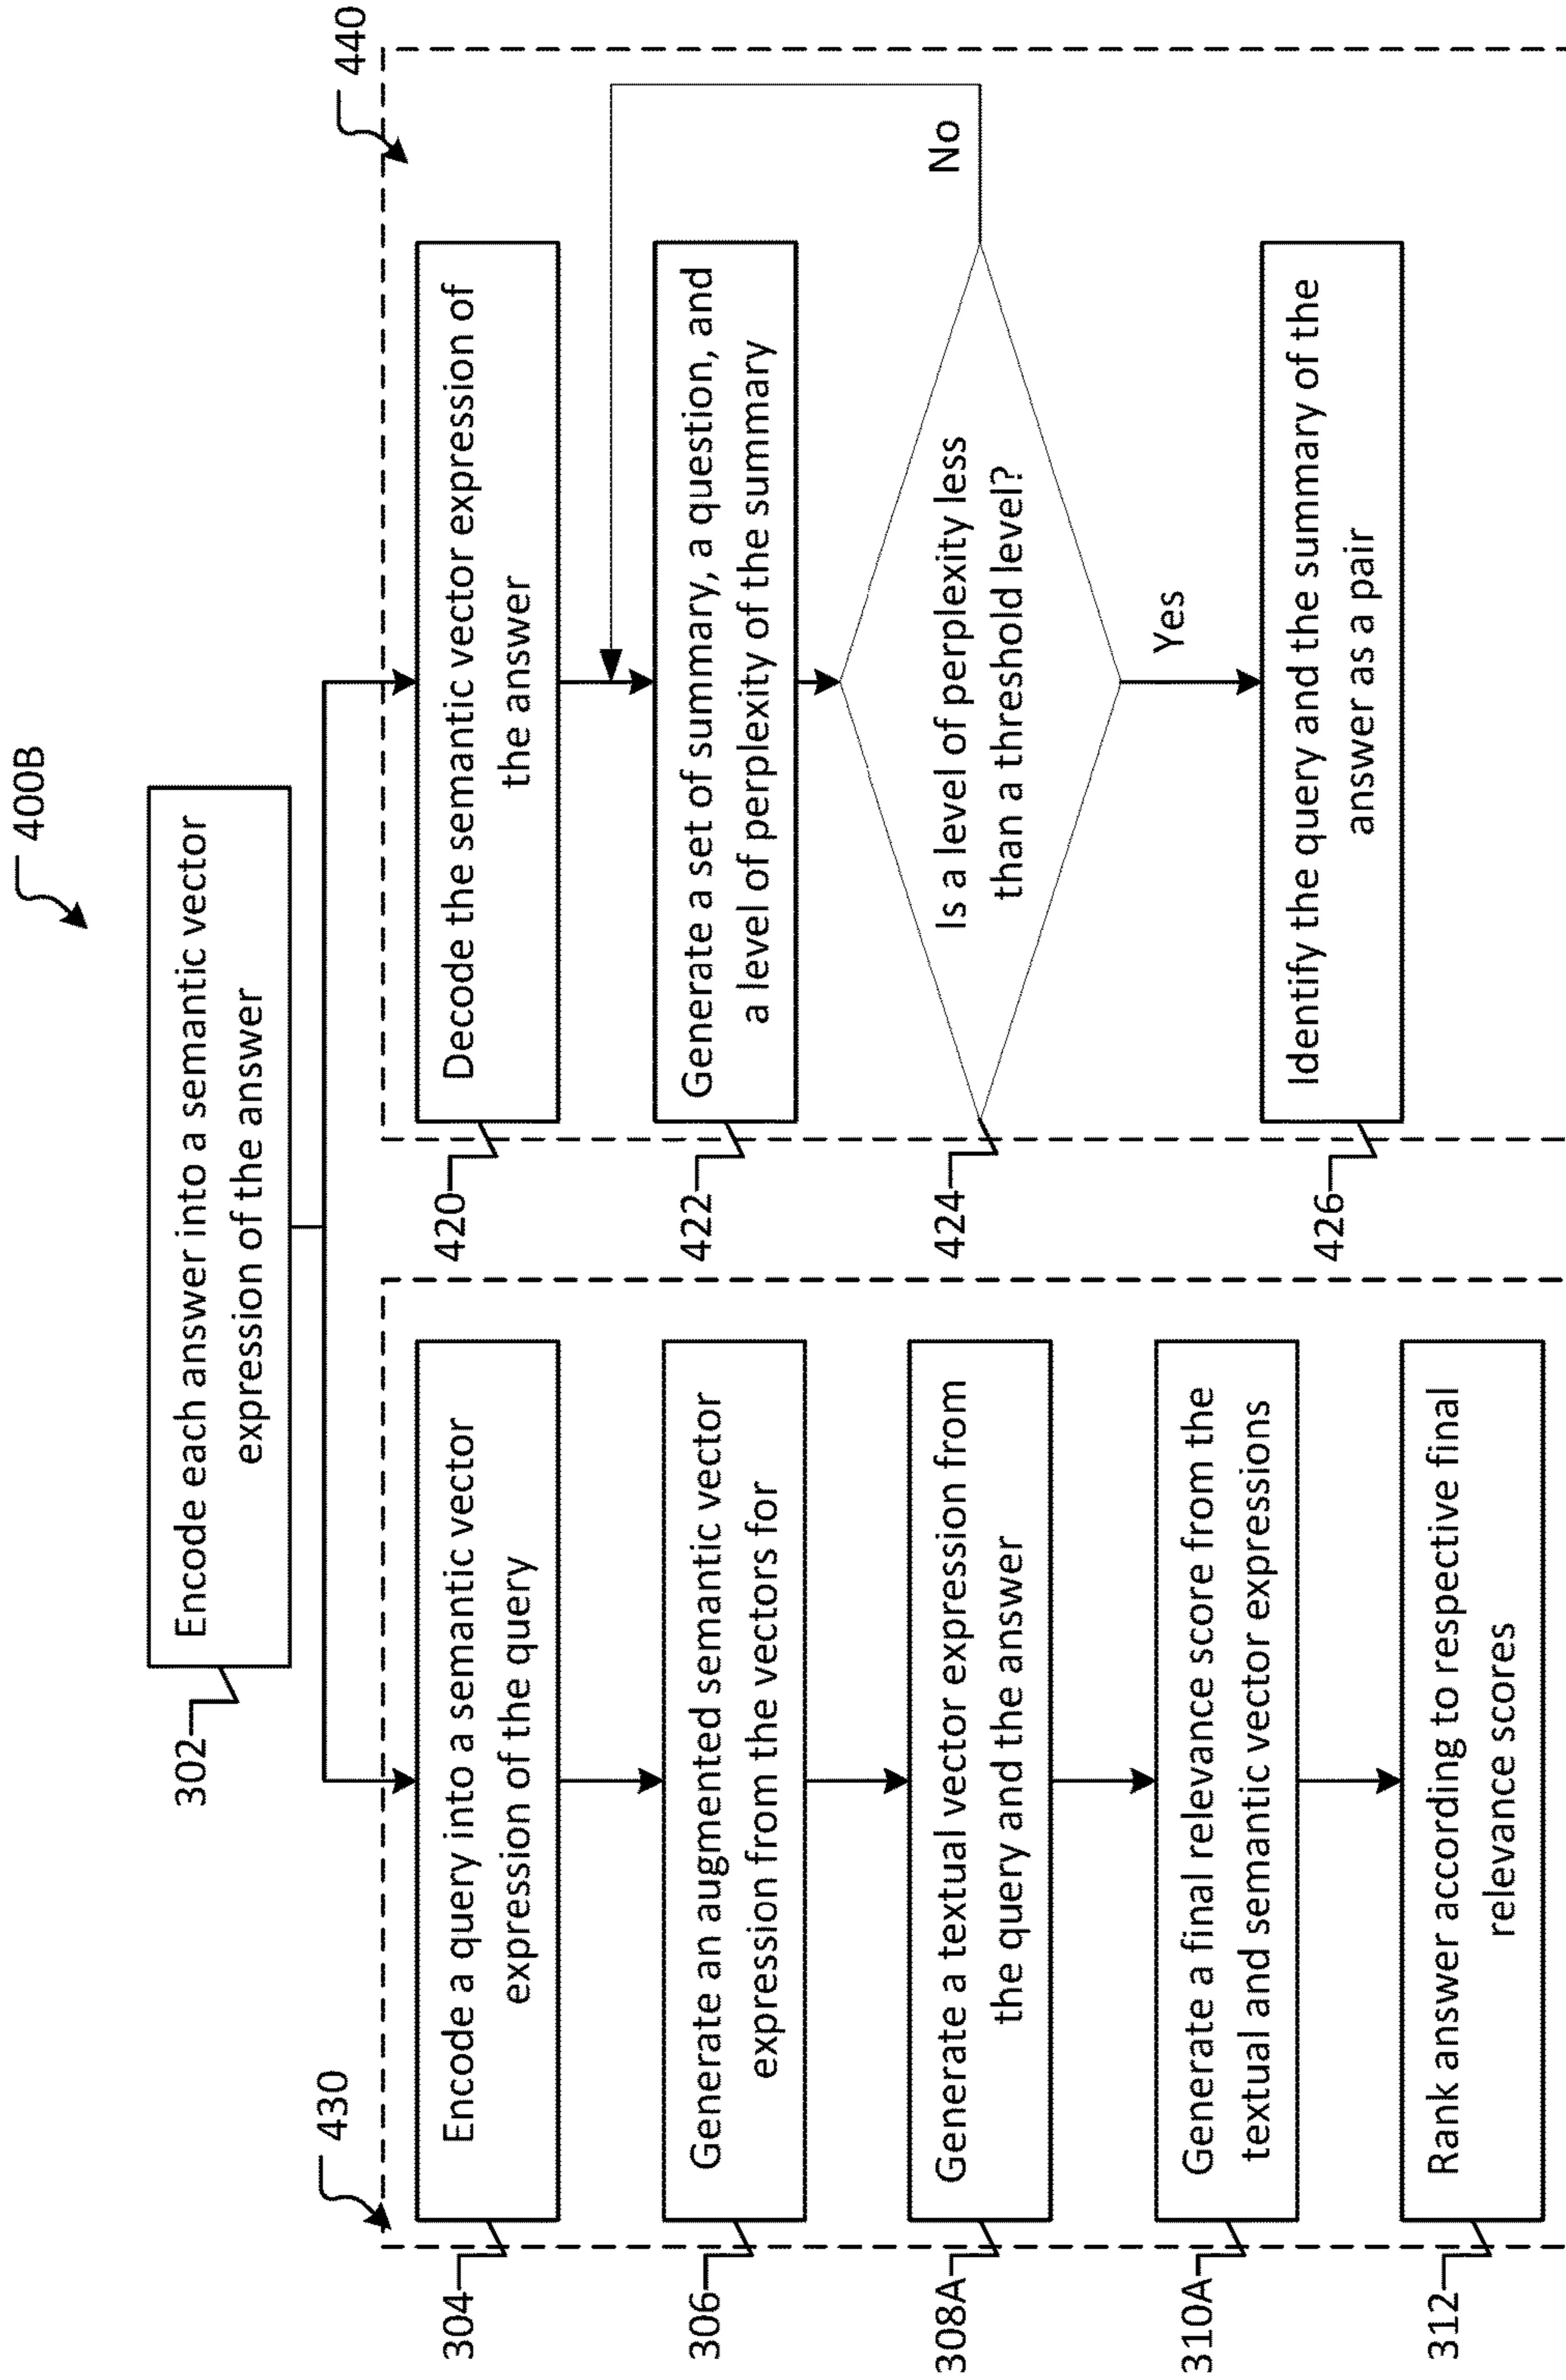 400B
302
Encode each answer into a semantic vector
expression of the answer
430
304
Encode a query into a semantic vector
expression of the query
306
Generate an augmented semantic vector
expression from the vectors for
308A
Generate a textual vector expression from
the query and the answer
310A
Generate a final relevance score from the
textual and semantic vector expressions
312
Rank answer according to respective final
relevance scores
440
420
Decode the semantic vector expression of
the answer
422
Generate a set of summary, a question, and
a level of perplexity of the summary
424
Is a level of perplexity less
than a threshold level?
No
Yes
426
Identify the query and the summary of the
answer as a pair